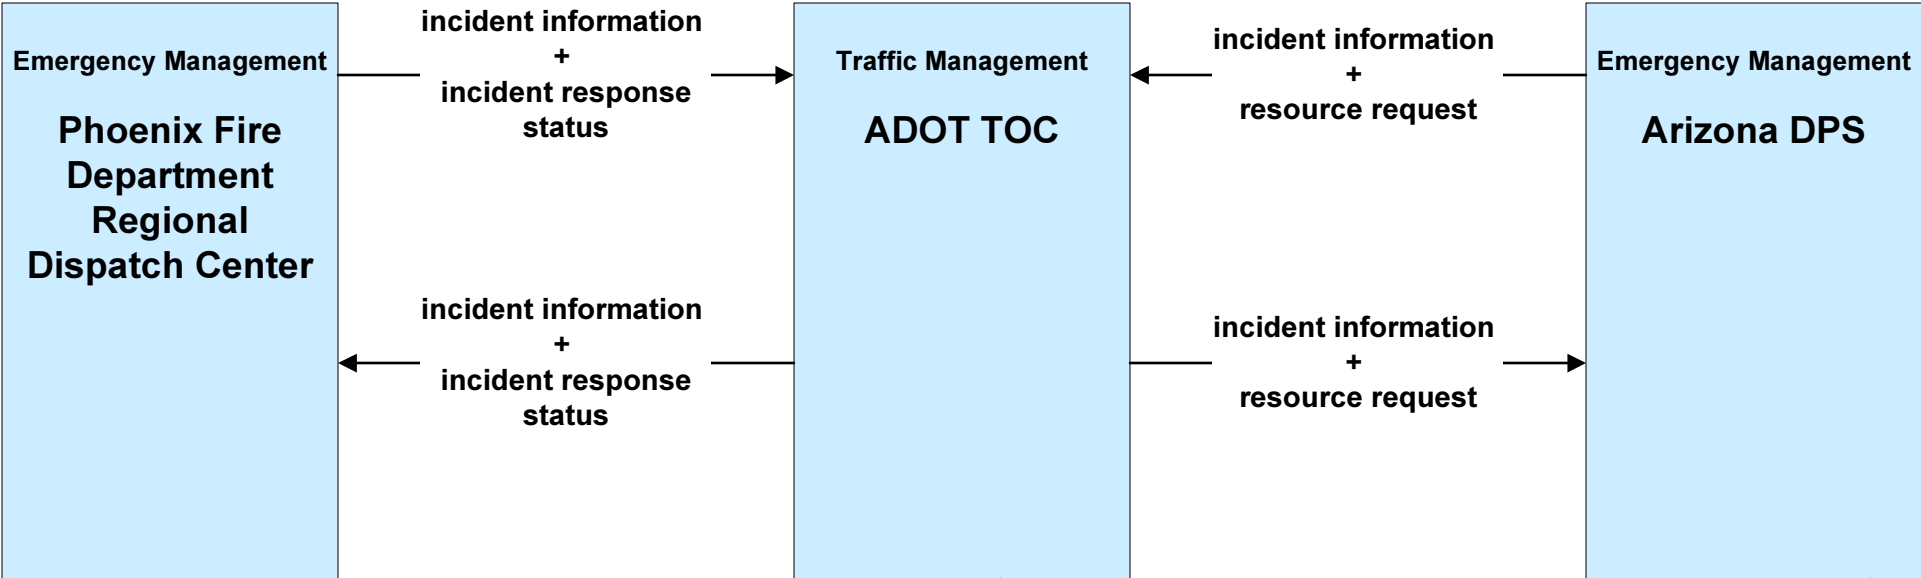 Emergency Management
Phoenix Fire
Department
Regional
Dispatch Center
incident information
+
incident response
status
incident information
+
incident response
status
Traffic Management
ADOT TOC
incident information
+
resource request
incident information
+
resource request
Emergency Management
Arizona DPS